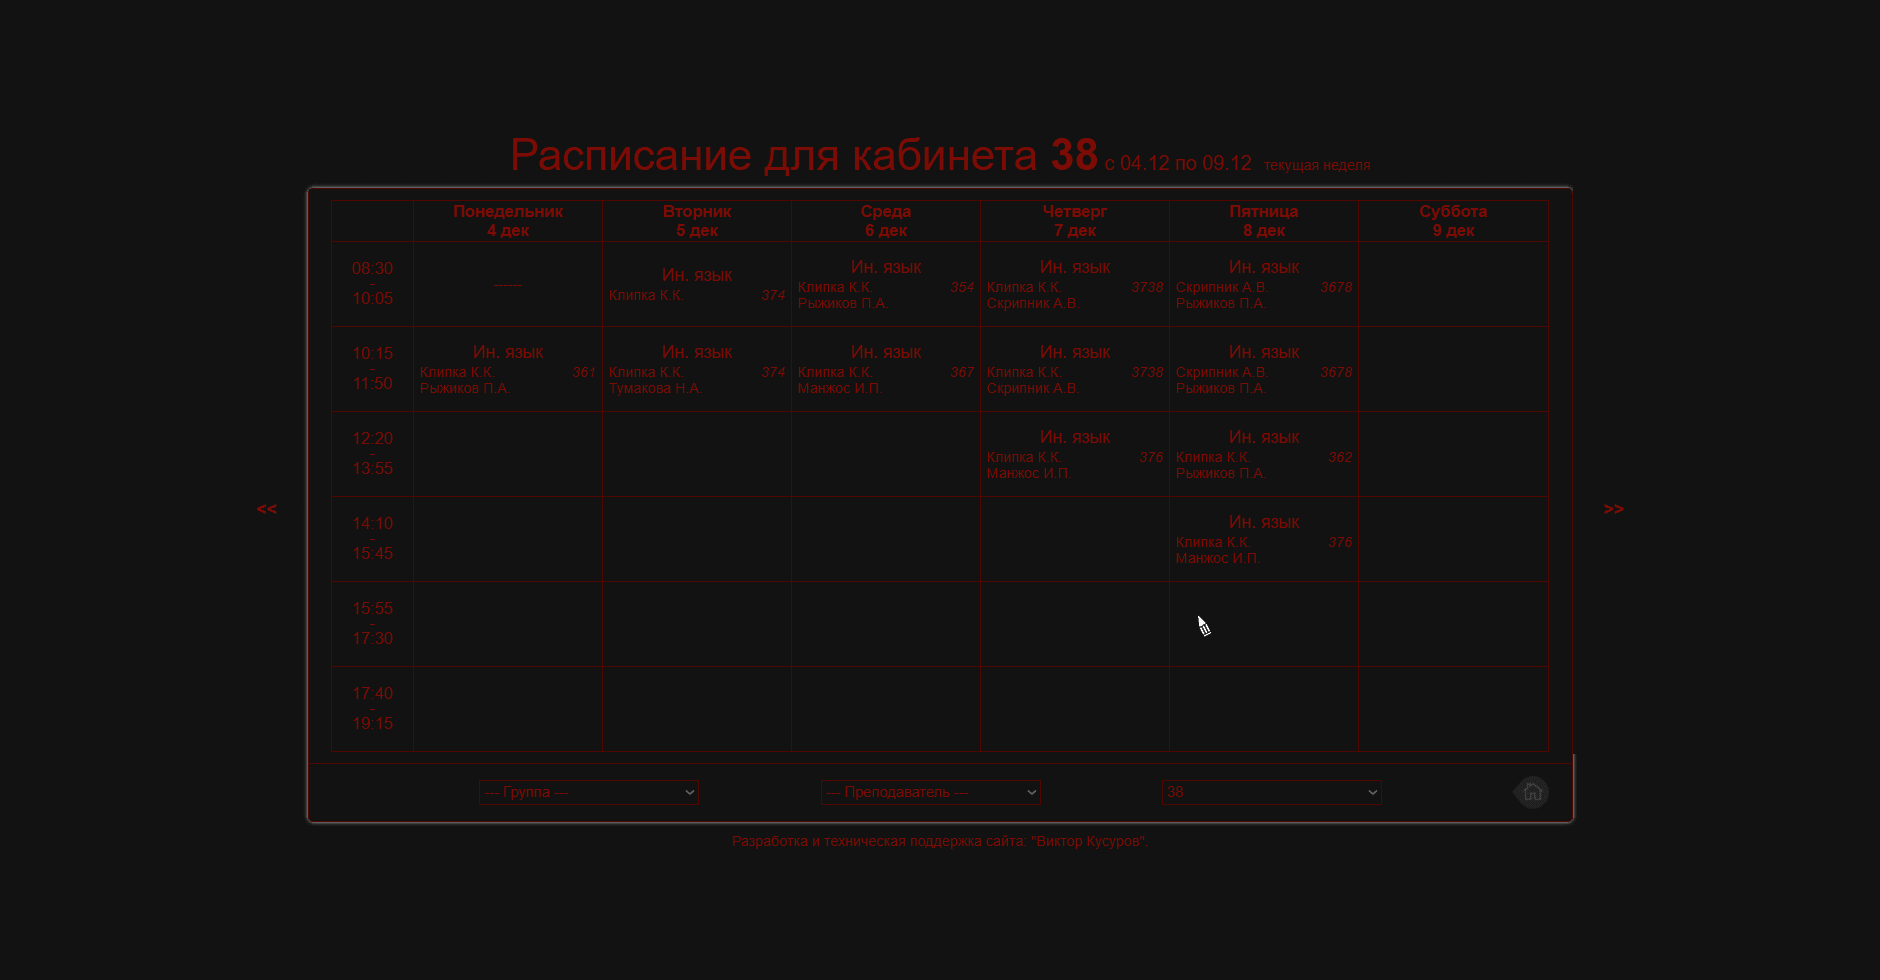 Расписание для кабинета 38 с 04.12 по 09.12 текущая неделя
Понедельник Вторник Среда Четверг Пятница Суббота
4 дек 5 дек 6 дек 7 дек 8 дек 9 дек
08:30
-
10:05
------
Ин. язык
Клипка К.К. 374
Ин. язык
Клипка К.К. 354
Рыжиков П.А.
Ин. язык
Клипка К.К. 3738
Скрипник А.В.
Ин. язык
Скрипник А.В. 3678
Рыжиков П.А.
10:15
-
11:50
Ин. язык
Клипка К.К. 361
Рыжиков П.А.
Ин. язык
Клипка К.К. 374
Тумакова Н.А.
Ин. язык
Клипка К.К. 367
Манжос И.П.
Ин. язык
Клипка К.К. 3738
Скрипник А.В.
Ин. язык
Скрипник А.В. 3678
Рыжиков П.А.
12:20
-
13:55
Ин. язык
Клипка К.К. 376
Манжос И.П.
Ин. язык
Клипка К.К. 362
Рыжиков П.А.
<<
>>
14:10
-
15:45
Ин. язык
Клипка К.К. 376
Манжос И.П.
15:55
-
17:30
17:40
-
19:15
--- Группа --- --- Преподаватель --- 38
Разработка и техническая поддержка сайта: "Виктор Кусуров".